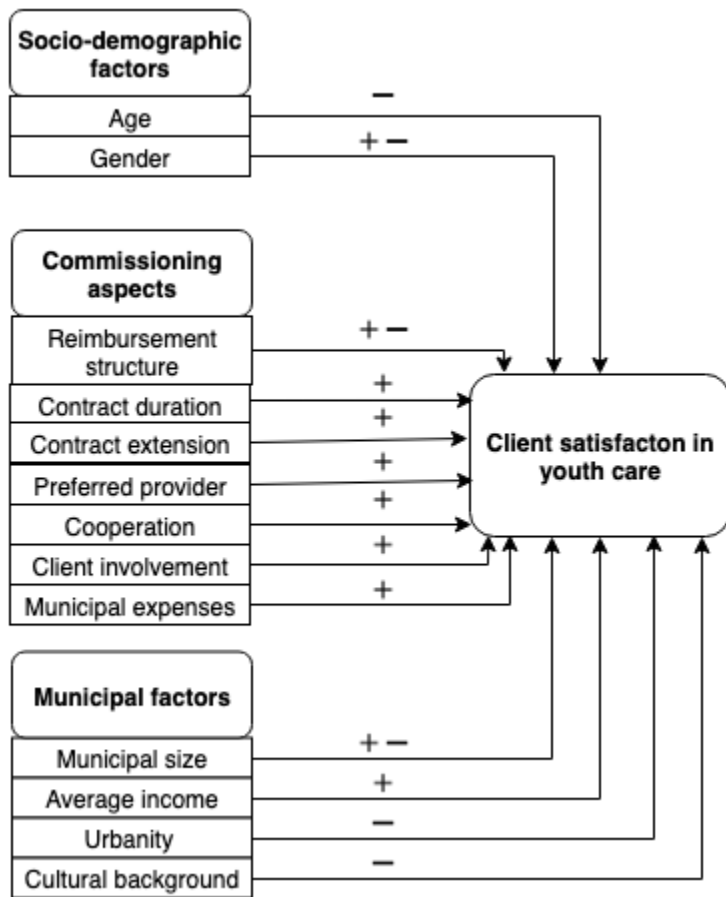 Socio-demographic
factors
−
Age
+ −
Gender
Commissioning
aspects
+ −
Reimbursement
structure
+
Contract duration
+
Contract extension
+
Preferred provider
+
Cooperation
+
Client involvement
+
Municipal expenses
Client satisfacton in
youth care
Municipal factors
+ −
Municipal size
+
Average income
−
Urbanity
−
Cultural background